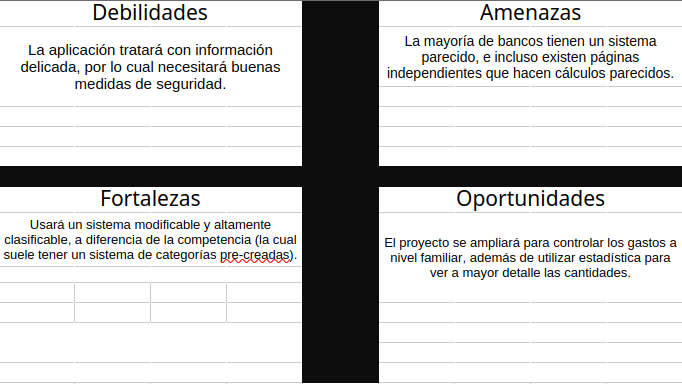 Debilidades
La aplicación tratará con información
delicada, por lo cual necesitará buenas
medidas de seguridad.
Amenazas
La mayoría de bancos tienen un sistema
parecido, e incluso existen páginas
independientes que hacen cálculos parecidos.
Fortalezas
Usará un sistema modificable y altamente
clasificable, a diferencia de la competencia (la cual
suele tener un sistema de categorías pre-creadas).
Oportunidades
El proyecto se ampliará para controlar los gastos a
nivel familiar, además de utilizar estadística para
ver a mayor detalle las cantidades.